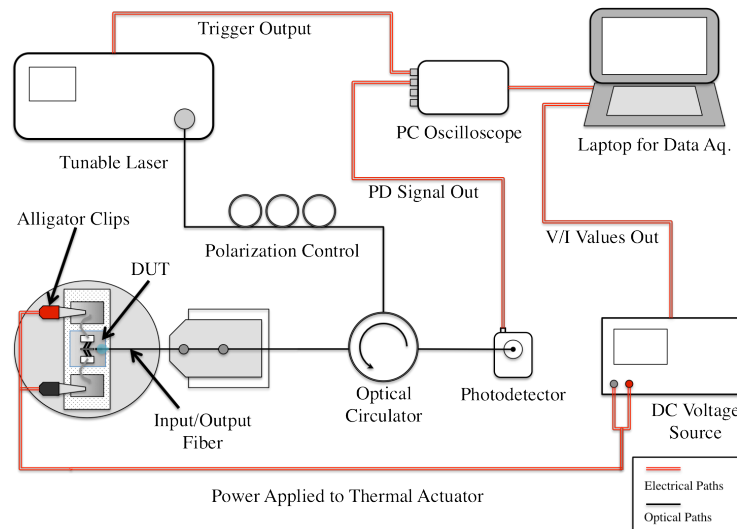 Trigger Output
PC Oscilloscope
Laptop for Data Aq.
Tunable Laser
PD Signal Out
Alligator Clips
Polarization Control
V/I Values Out
DUT
Optical
Circulator
Photodetector
Input/Output
Fiber
DC Voltage
Source
Power Applied to Thermal Actuator
Electrical Paths
Optical Paths